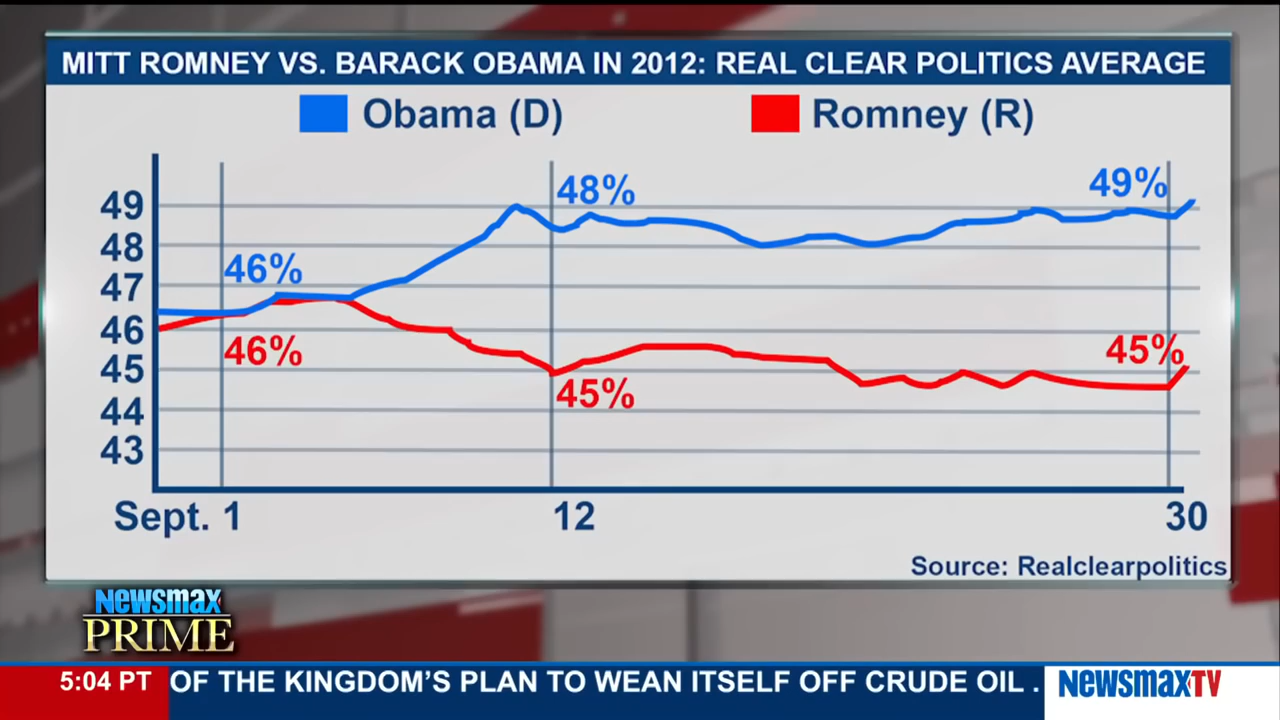 MITT ROMNEY VS. BARACK OBAMA IN 2012: REAL CLEAR POLITICS AVERAGE
Obama (D) Romney (R)
49
48
47
46
45
44
43
48%
49%
46%
46%
45%
45%
Sept. 1 12 30
Source: Realclearpolitics
Newsmax
PRIME
5:04 PT OF THE KINGDOM'S PLAN TO WEAN ITSELF OFF CRUDE OIL . NEWSMAXTV